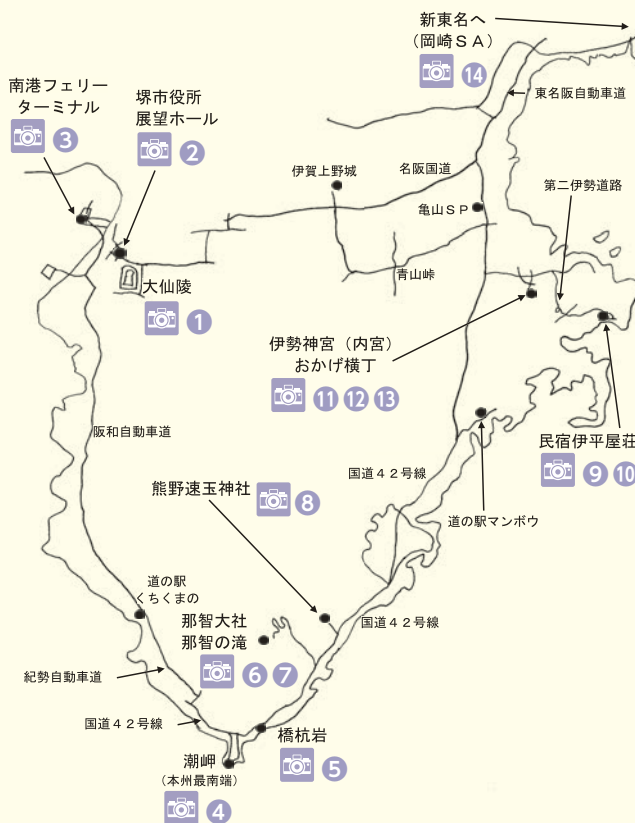 新東名へ
（岡崎ＳＡ）
⑭
東名阪自動車道
南港フェリー
ターミナル
③
堺市役所
展望ホール
②
伊賀上野城
名阪国道
第二伊勢道路
亀山ＳＰ
青山峠
大仙陵
①
伊勢神宮（内宮）
おかげ横丁
⑪⑫⑬
阪和自動車道
民宿伊平屋荘
⑨⑩
国道４２号線
熊野速玉神社
⑧
道の駅マンボウ
道の駅
くちくまの
那智大社
那智の滝
⑥⑦
国道４２号線
紀勢自動車道
国道４２号線
橋杭岩
⑤
潮岬
（本州最南端）
④